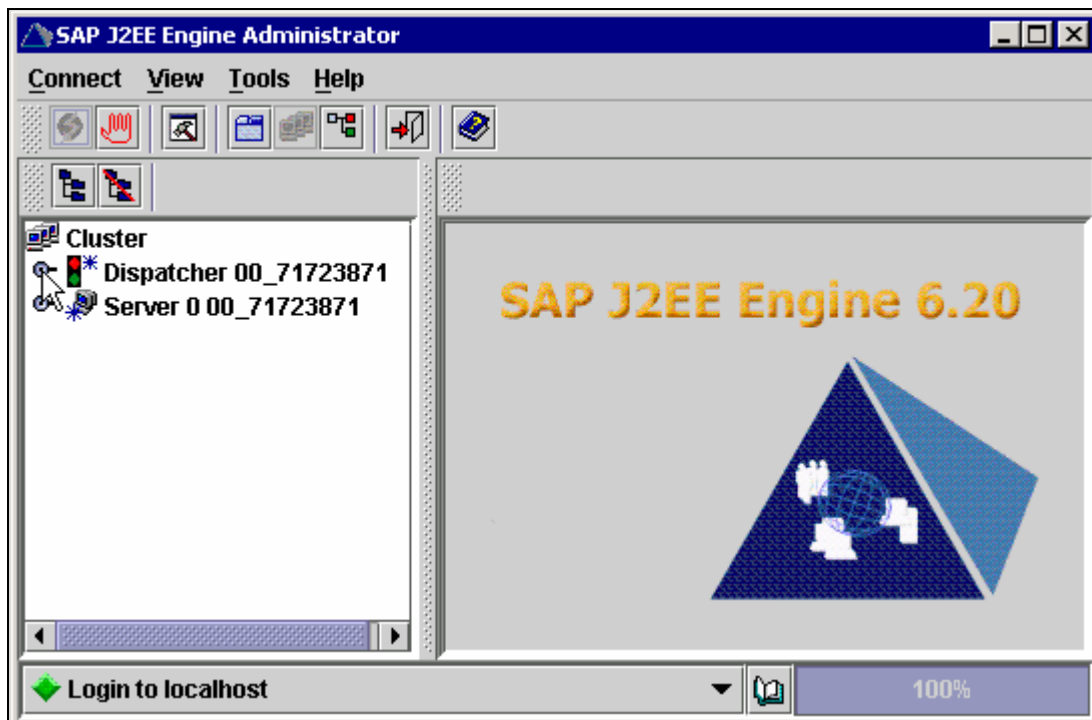 SAP J2EE Engine Administrator
Connect View Tools Help
Cluster
Dispatcher 00_71723871
Server 0 00_71723871
SAP J2EE Engine 6.20
Login to localhost
100%